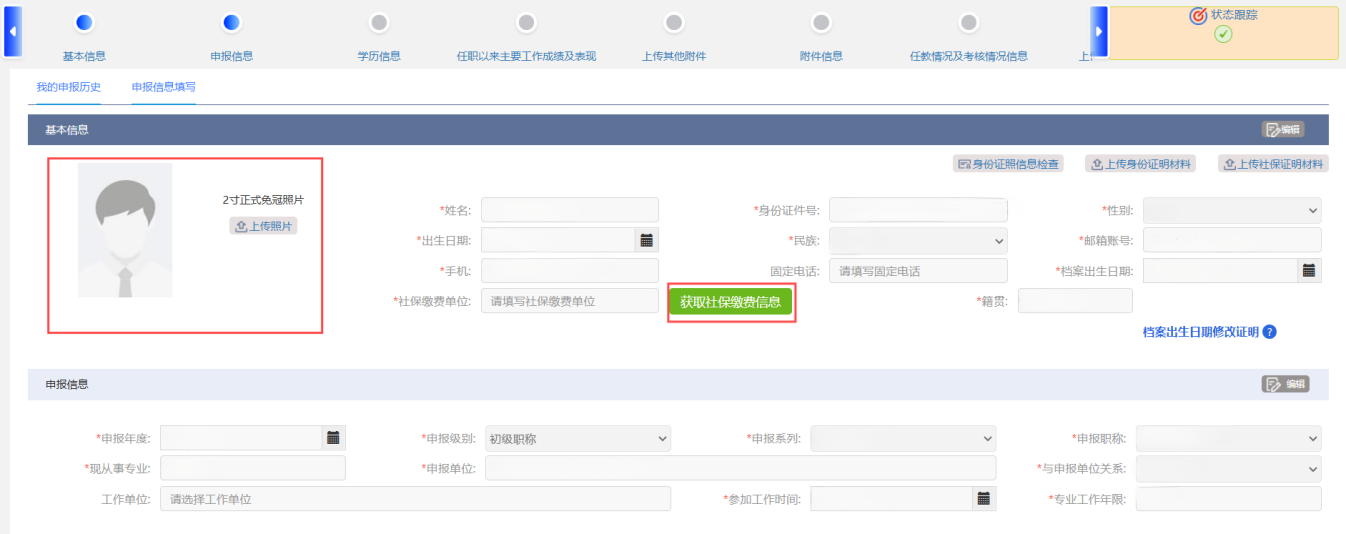 状态跟踪
基本信息 申报信息 学历信息 任职以来主要工作成绩及表现 上传其他附件 附件信息 任教情况及考核情况信息
我的申报历史 申报信息填写
基本信息 编辑
身份证照信息检查 上传身份证明材料 上传社保证明材料
2寸正式免冠照片
上传照片
*姓名: *身份证件号: *性别:
*出生日期: *民族: *邮箱账号:
*手机: 固定电话: 请填写固定电话 *档案出生日期:
*社保缴费单位: 请填写社保缴费单位 获取社保缴费信息 *籍贯:
档案出生日期修改证明 ?
申报信息 编辑
*申报年度: *申报级别: 初级职称 *申报系列: *申报职称:
*现从事专业: *申报单位: *与申报单位关系:
工作单位: 请选择工作单位 *参加工作时间: *专业工作年限: